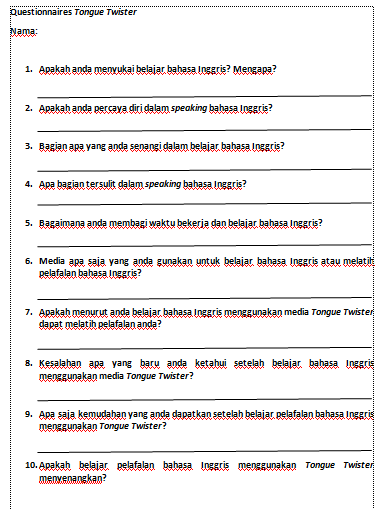 Questionnaires Tongue Twister
Nama:
1. Apakah anda menyukai belajar bahasa Inggris? Mengapa?
2. Apakah anda percaya diri dalam speaking bahasa Inggris?
3. Bagian apa yang anda senangi dalam belajar bahasa Inggris?
4. Apa bagian tersulit dalam speaking bahasa Inggris?
5. Bagaimana anda membagi waktu bekerja dan belajar bahasa Inggris?
6. Media apa saja yang anda gunakan untuk belajar bahasa Inggris atau melatih
pelafalan bahasa Inggris?
7. Apakah menurut anda belajar bahasa Inggris menggunakan media Tongue Twister
dapat melatih pelafalan anda?
8. Kesalahan apa yang baru anda ketahui setelah belajar bahasa Inggris
menggunakan media Tongue Twister?
9. Apa saja kemudahan yang anda dapatkan setelah belajar pelafalan bahasa Inggris
menggunakan Tongue Twister?
10. Apakah belajar pelafalan bahasa Inggris menggunakan Tongue Twister
menyenangkan?